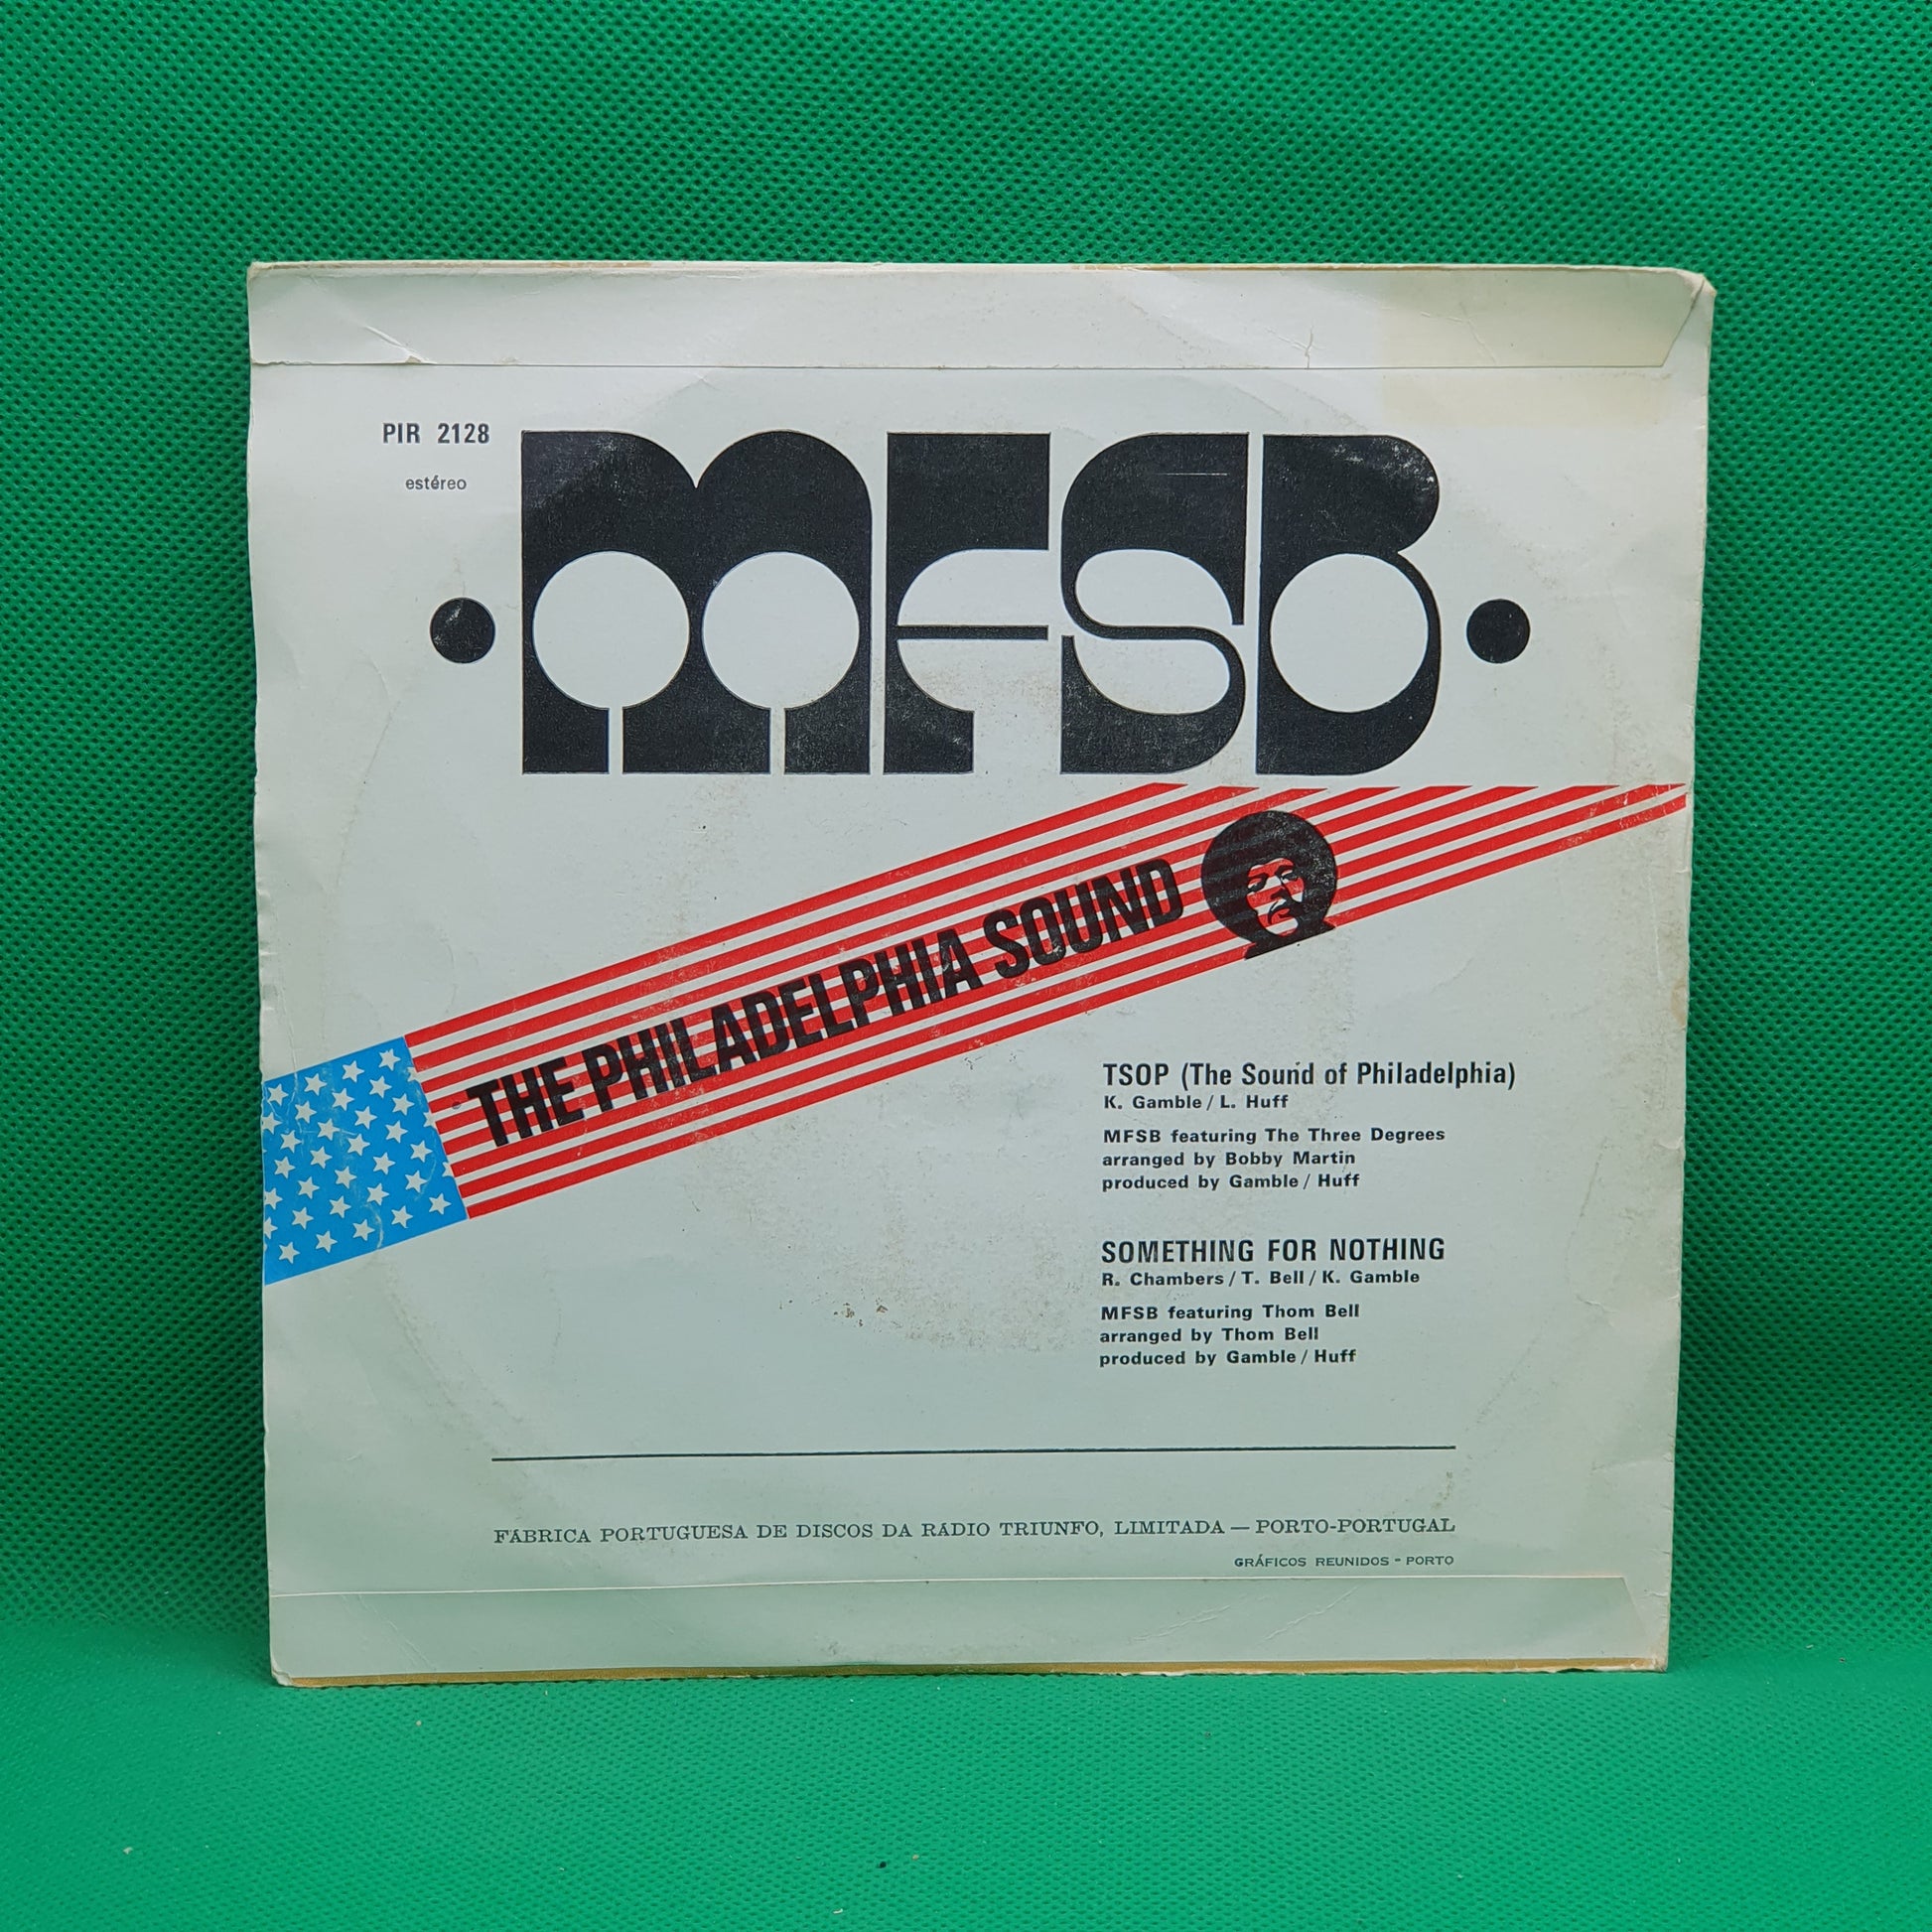 PIR 2128
estéreo
MFSB
THE PHILADELPHIA SOUND
TSOP (The Sound of Philadelphia)
K. Gamble / L. Huff
MFSB featuring The Three Degrees
arranged by Bobby Martin
produced by Gamble / Huff
SOMETHING FOR NOTHING
R. Chambers / T. Bell / K. Gamble
MFSB featuring Thom Bell
arranged by Thom Bell
produced by Gamble / Huff
FÁBRICA PORTUGUESA DE DISCOS DA RÁDIO TRIUNFO, LIMITADA — PORTO-PORTUGAL
GRÁFICOS REUNIDOS - PORTO